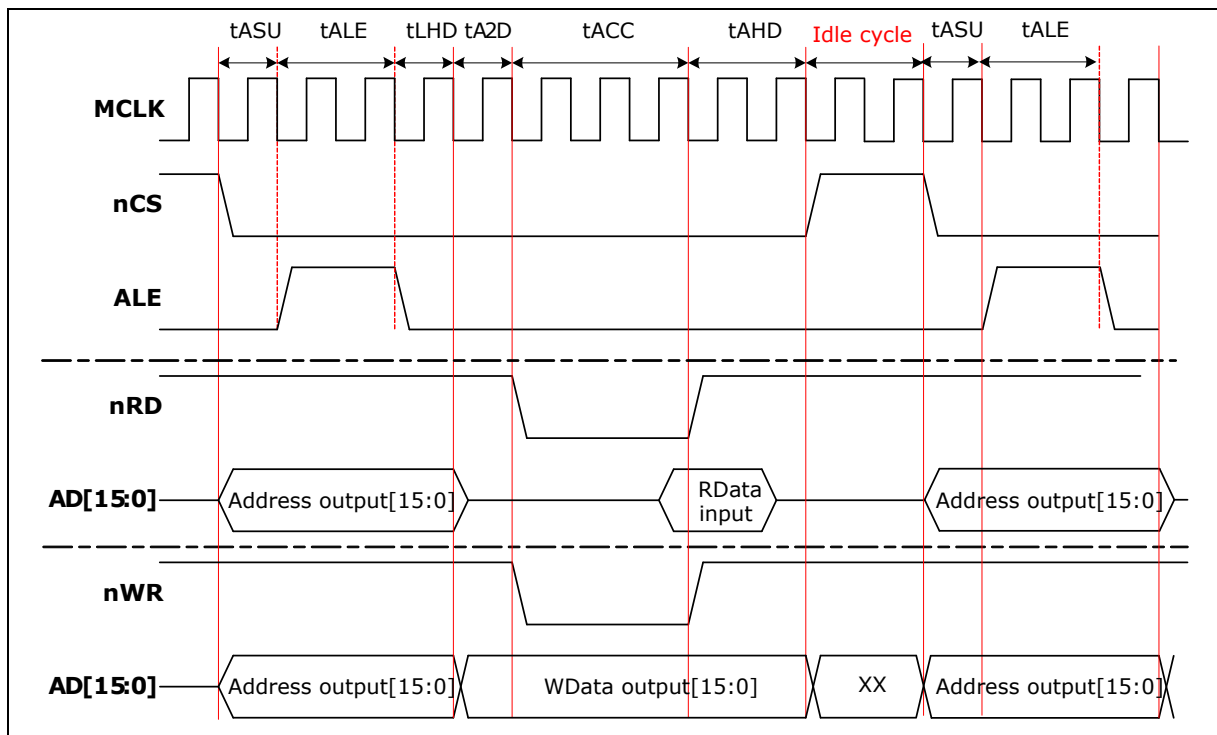 tASU tALE tLHD tA2D tACC tAHD Idle cycle tASU tALE
MCLK
nCS
ALE
nRD
AD[15:0] Address output[15:0] RData input Address output[15:0]
nWR
AD[15:0] Address output[15:0] WData output[15:0] XX Address output[15:0]